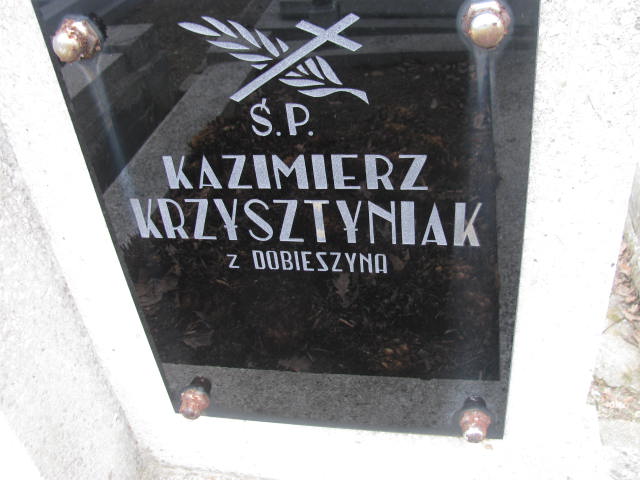 Ś.P.
KAZIMIERZ
KRZYSZTYNIAK
z DOBIESZYNA